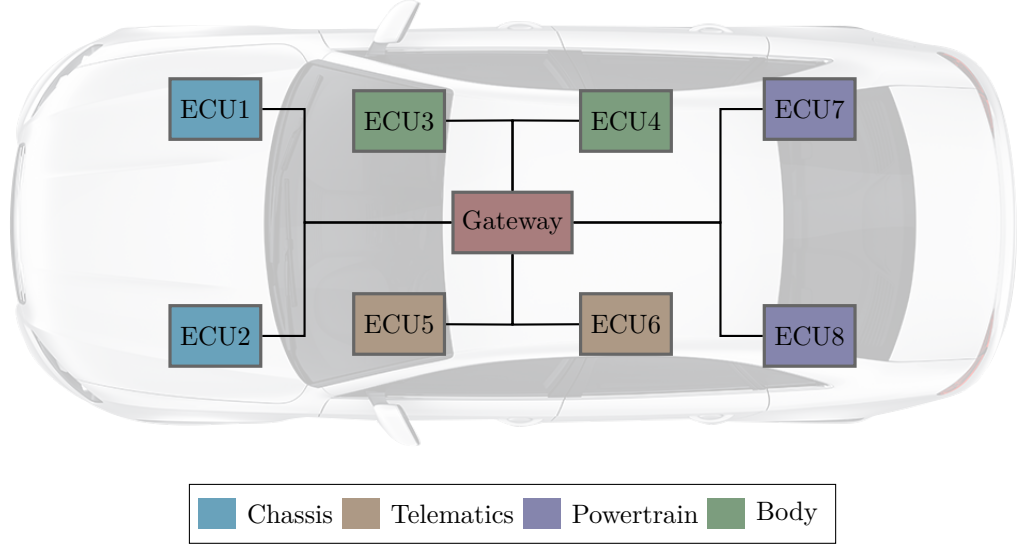 ECU1
ECU3
ECU4
ECU7
Gateway
ECU2
ECU5
ECU6
ECU8
Chassis Telematics Powertrain Body